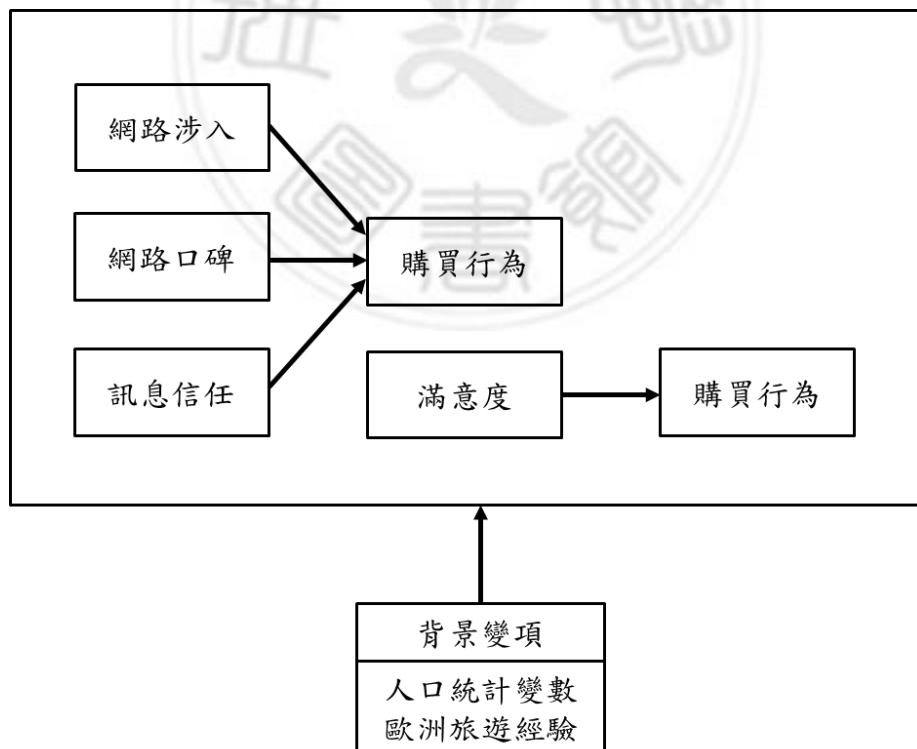 網路涉入
網路口碑
購買行為
訊息信任
滿意度
購買行為
背景變項
人口統計變數
歐洲旅遊經驗